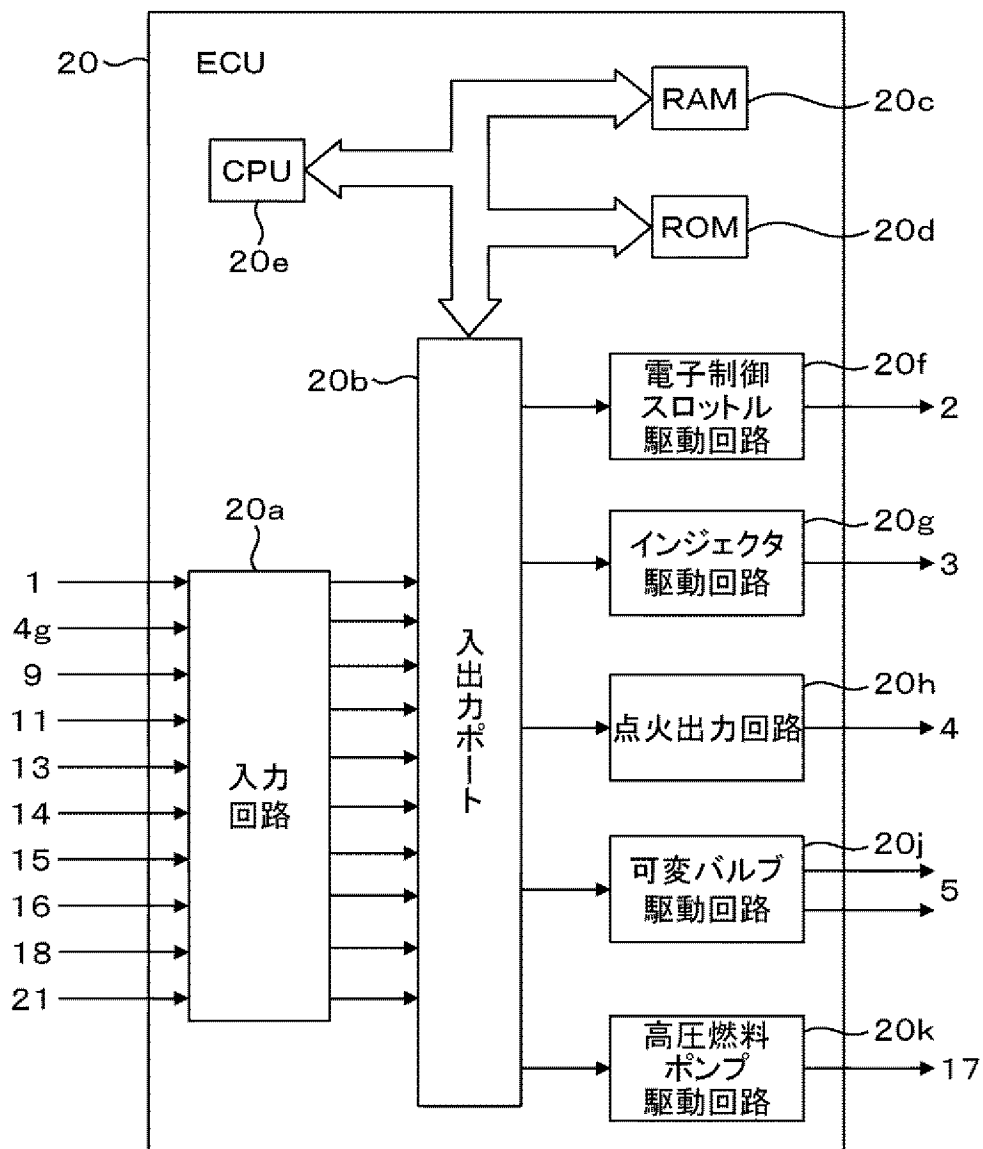 20
ECU
RAM
20c
CPU
20e
ROM
20d
20b
電子制御
スロットル
駆動回路
20f
2
20a
インジェクタ
駆動回路
20g
3
1
4g
9
11
13
14
15
16
18
21
入力
回路
入出力ポート
点火出力回路
20h
4
可変バルブ
駆動回路
20j
5
高圧燃料
ポンプ
駆動回路
20k
17